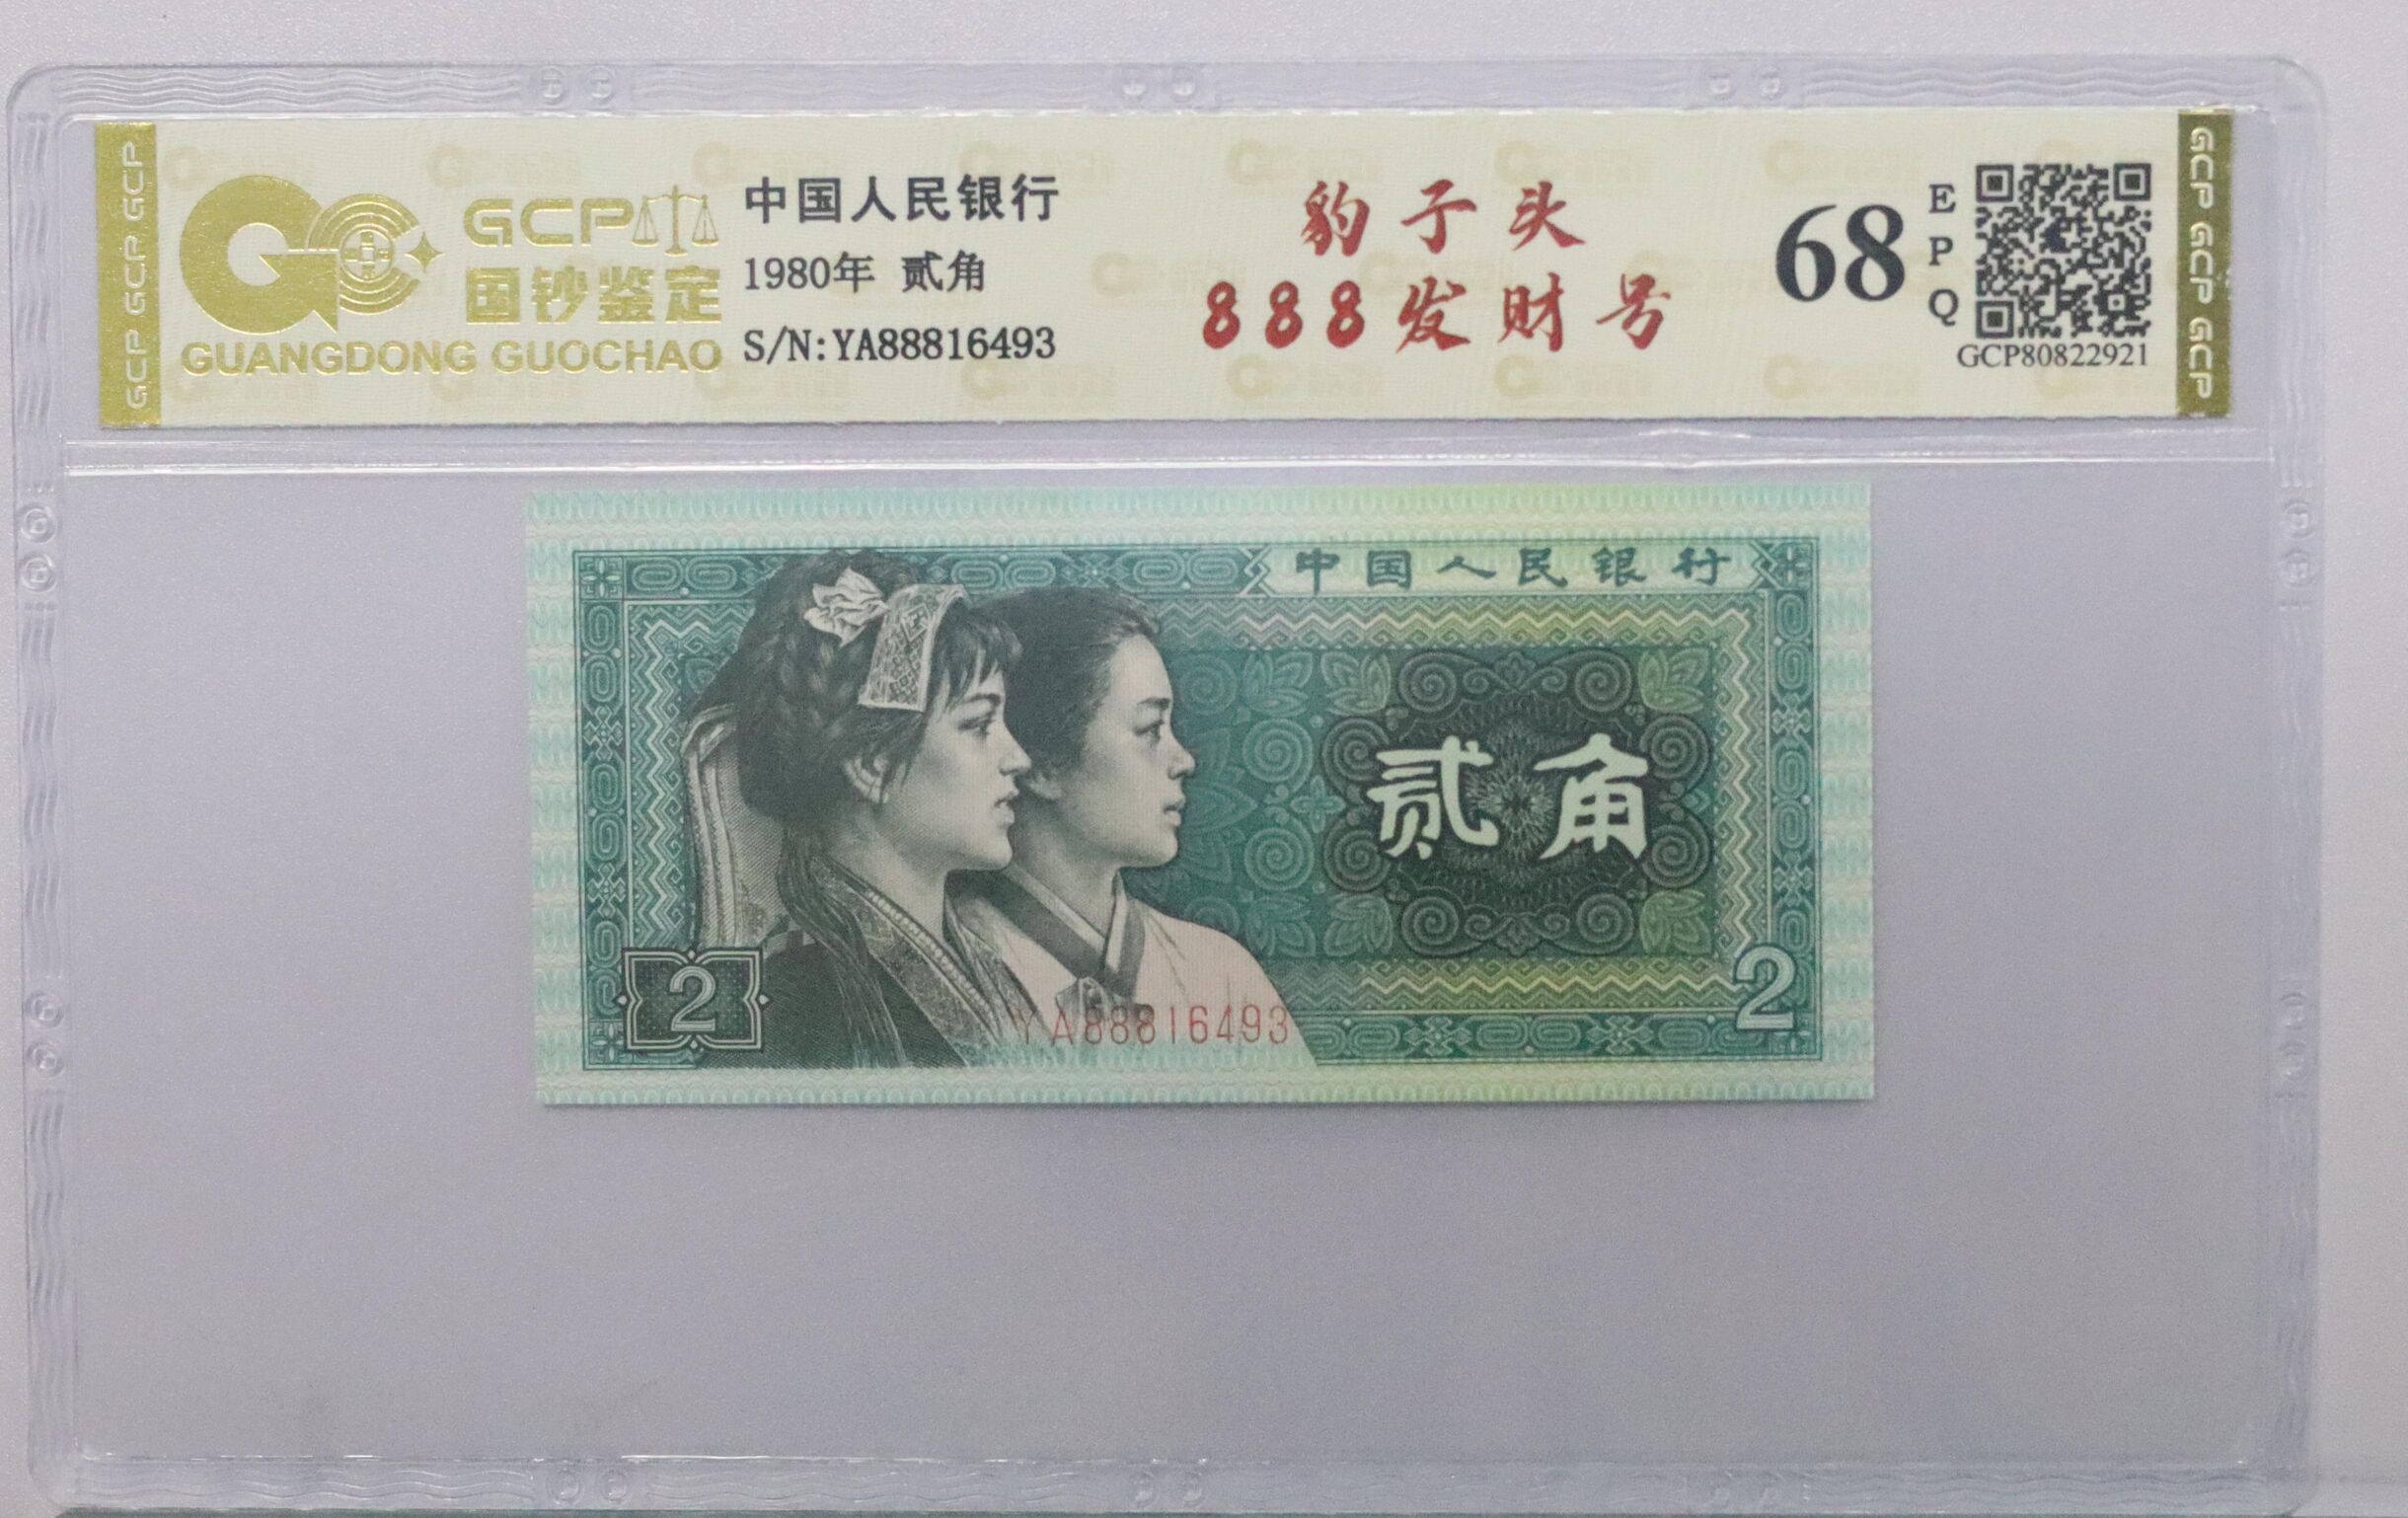 GCP GCP GCP
GCP
国钞鉴定
GUANGDONG GUOCHAO
中国人民银行
1980年 贰角
S/N:YA88816493
豹子头
888发财号
68
EPQ
GCP80822921
GCP GCP GCP
中国人民银行
贰角
2
YA88816493
2